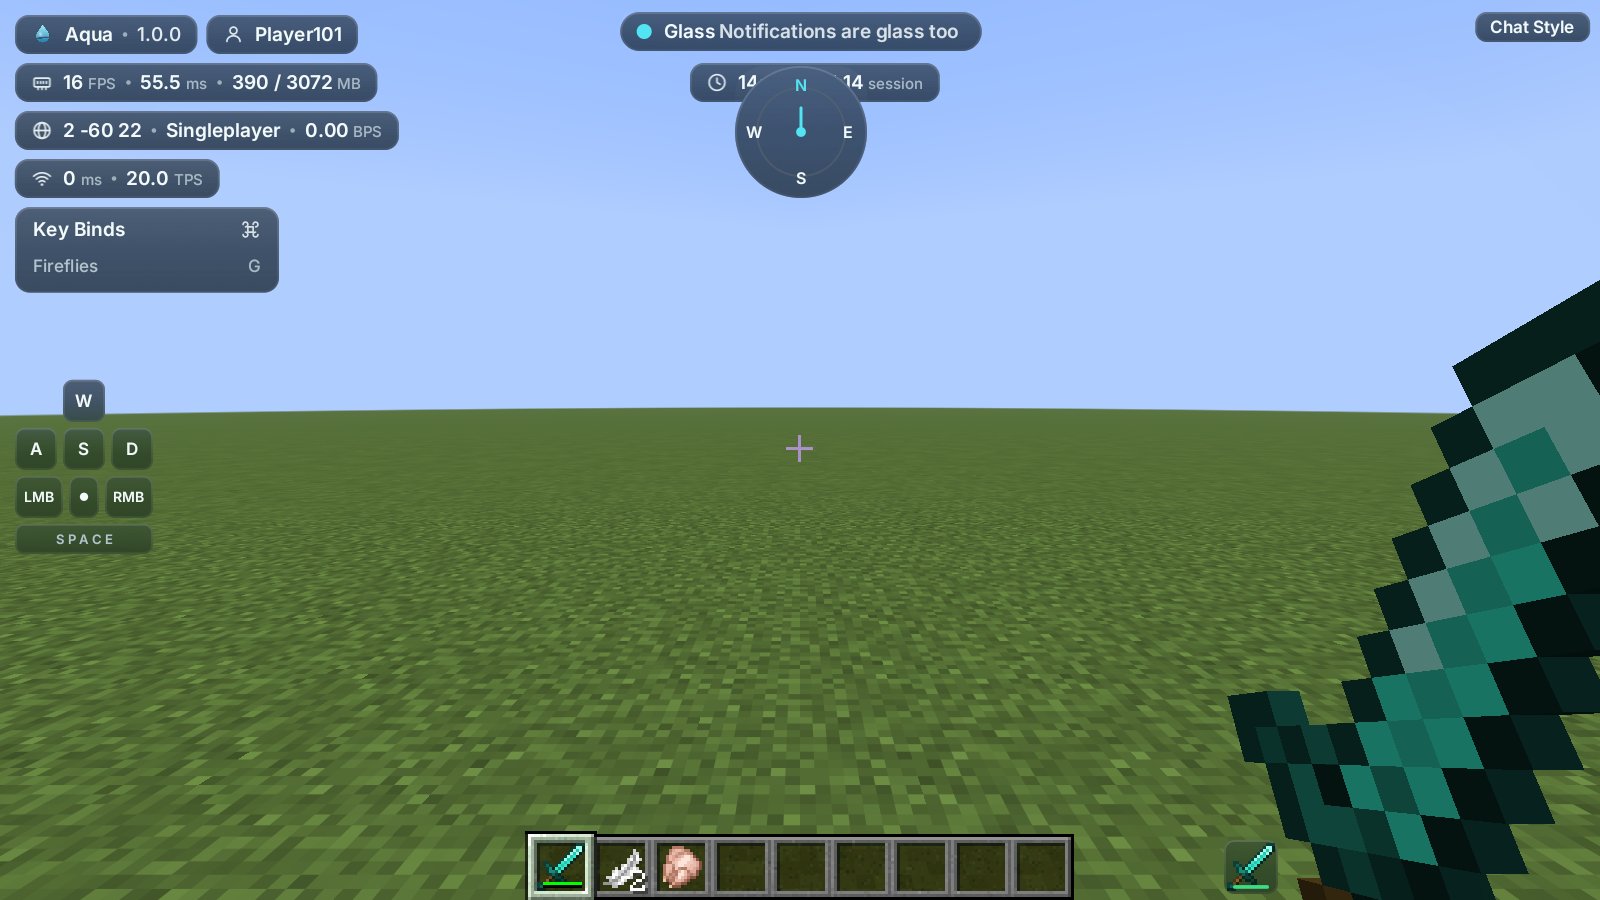 Aqua • 1.0.0
Player101
Glass Notifications are glass too
Chat Style
16 FPS • 55.5 ms • 390 / 3072 MB
14 14 session
2 -60 22 • Singleplayer • 0.00 BPS
0 ms • 20.0 TPS
N
W E
S
Key Binds ⌘
Fireflies G
W
A S D
LMB RMB
SPACE
2